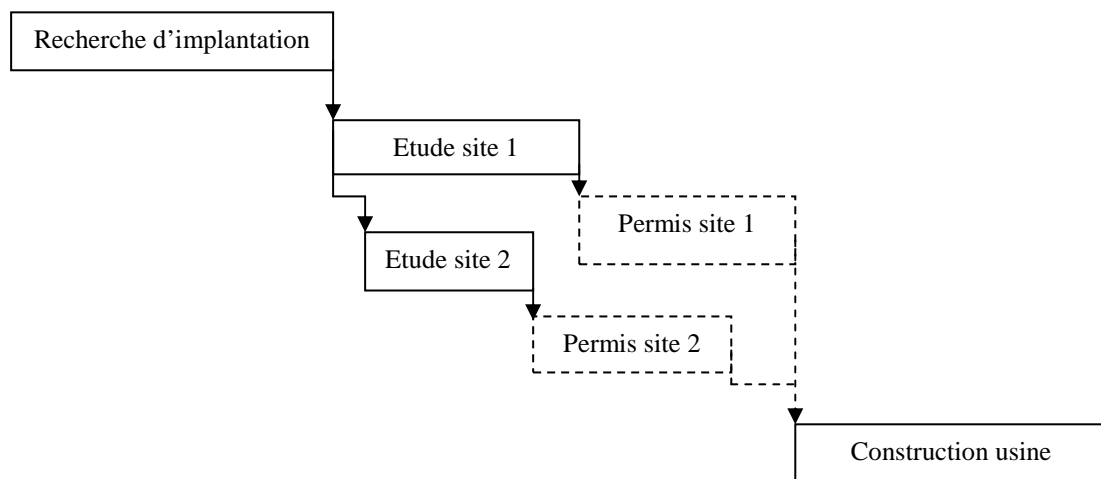 Recherche d’implantation
Etude site 1
Permis site 1
Etude site 2
Permis site 2
Construction usine